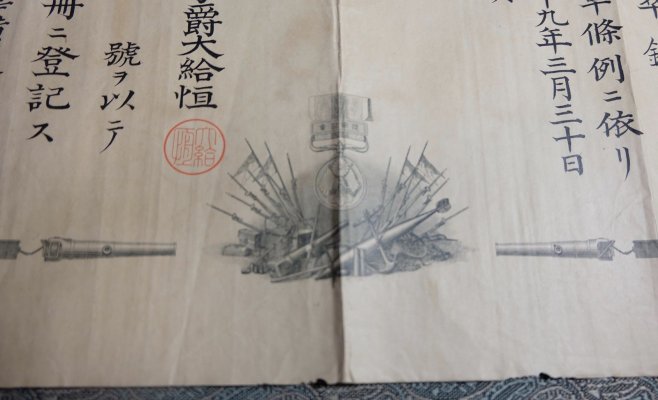 條例ニ依リ
十九年三月三十日
爵大給恒
號ヲ以テ
冊ニ登記ス